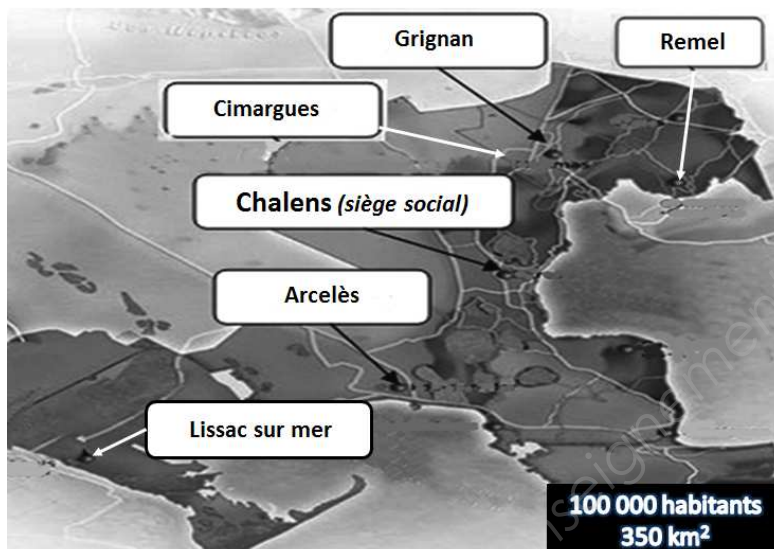 Grignan
Remel
Cimargues
Chalens (siège social)
Arcelès
Lissac sur mer
100 000 habitants
350 km²